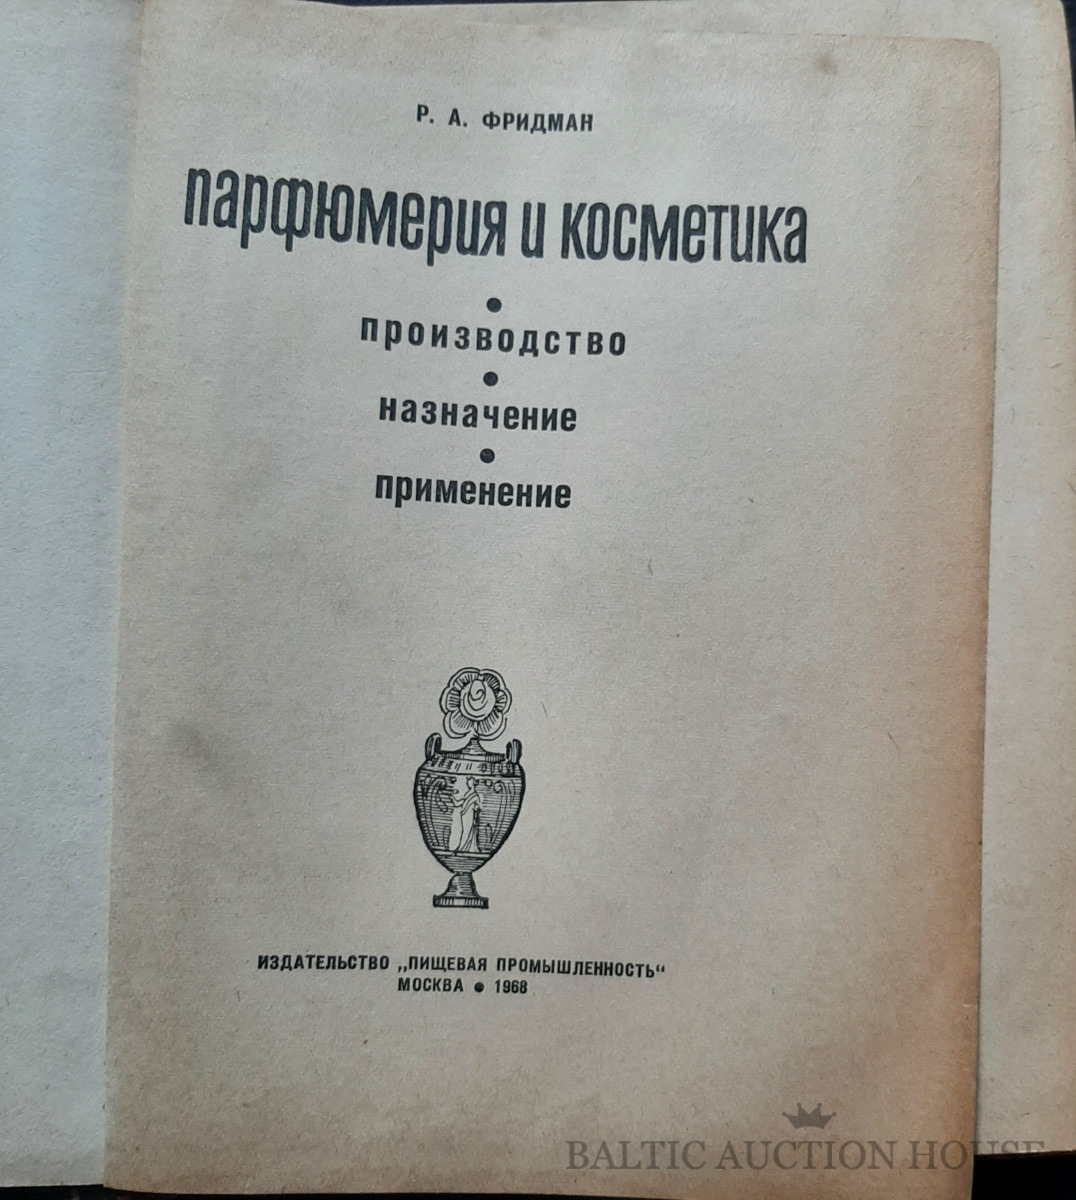 Р. А. ФРИДМАН
парфюмерия и косметика
производство
назначение
применение
ИЗДАТЕЛЬСТВО „ПИЩЕВАЯ ПРОМЫШЛЕННОСТЬ“
МОСКВА ● 1968
BALTIC AUCTION HOUSE